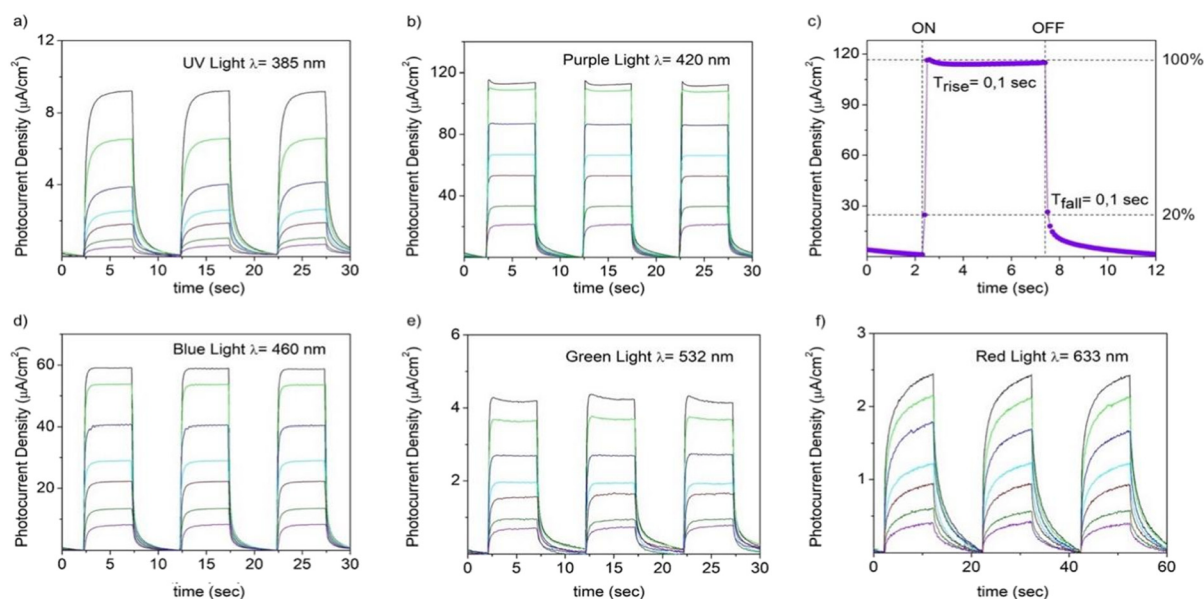 a)
UV Light λ= 385 nm
Photocurrent Density (μA/cm²)
12
8
4
0
0 5 10 15 20 25 30
time (sec)
b)
Purple Light λ= 420 nm
Photocurrent Density (μA/cm²)
120
80
40
0 5 10 15 20 25 30
time (sec)
c)
ON OFF
Photocurrent Density (μA/cm²)
120
90
60
30
100%
Trise= 0,1 sec
Tfall= 0,1 sec
20%
0 2 4 6 8 10 12
time (sec)
d)
Blue Light λ= 460 nm
Photocurrent Density (μA/cm²)
60
40
20
0 5 10 15 20 25 30
time (sec)
e)
Green Light λ= 532 nm
Photocurrent Density (μA/cm²)
6
4
2
0
0 5 10 15 20 25 30
time (sec)
f)
Red Light λ= 633 nm
Photocurrent Density (μA/cm²)
3
2
1
0
0 20 40 60
time (sec)